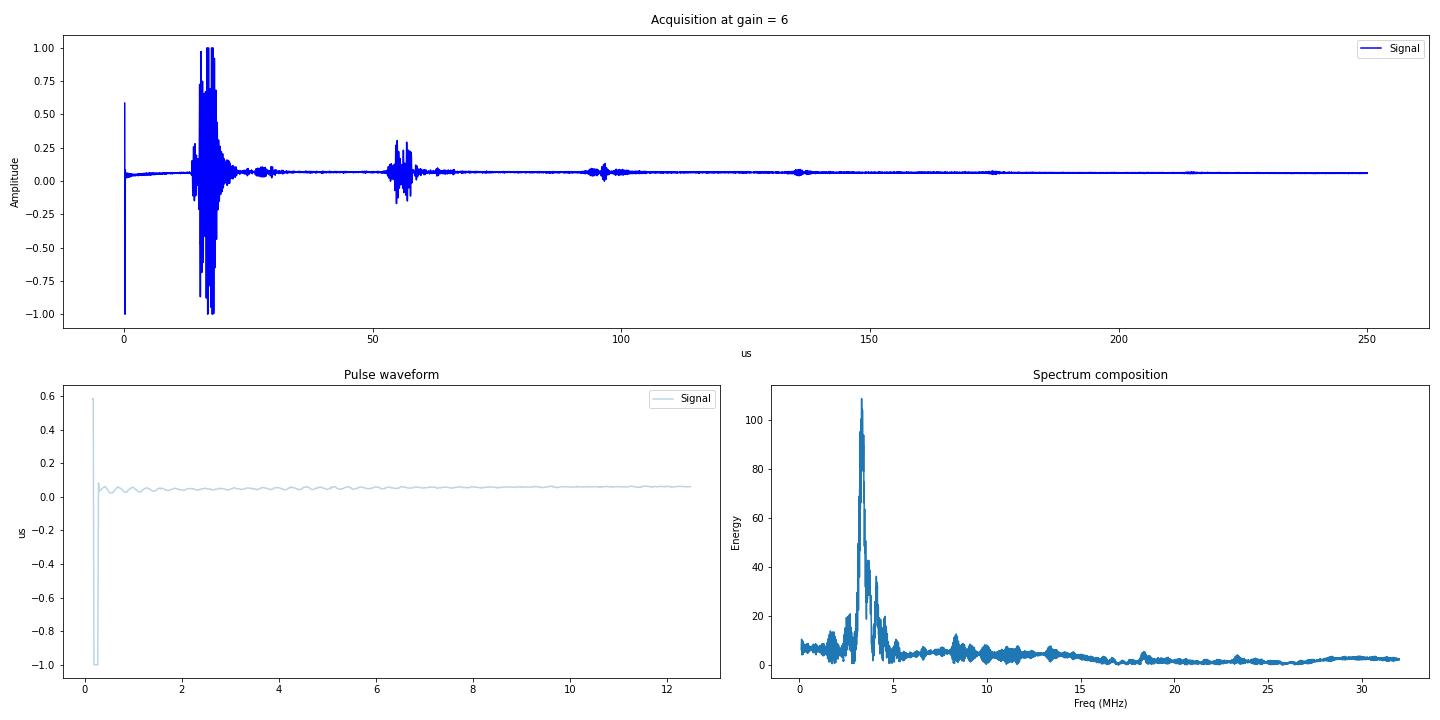 Acquisition at gain = 6
Signal
Amplitude
1.00
0.75
0.50
0.25
0.00
−0.25
−0.50
−0.75
−1.00
0 50 100 150 200 250
us
Pulse waveform
Signal
us
0.6
0.4
0.2
0.0
−0.2
−0.4
−0.6
−0.8
−1.0
0 2 4 6 8 10 12
Spectrum composition
Energy
100
80
60
40
20
0
0 5 10 15 20 25 30
Freq (MHz)